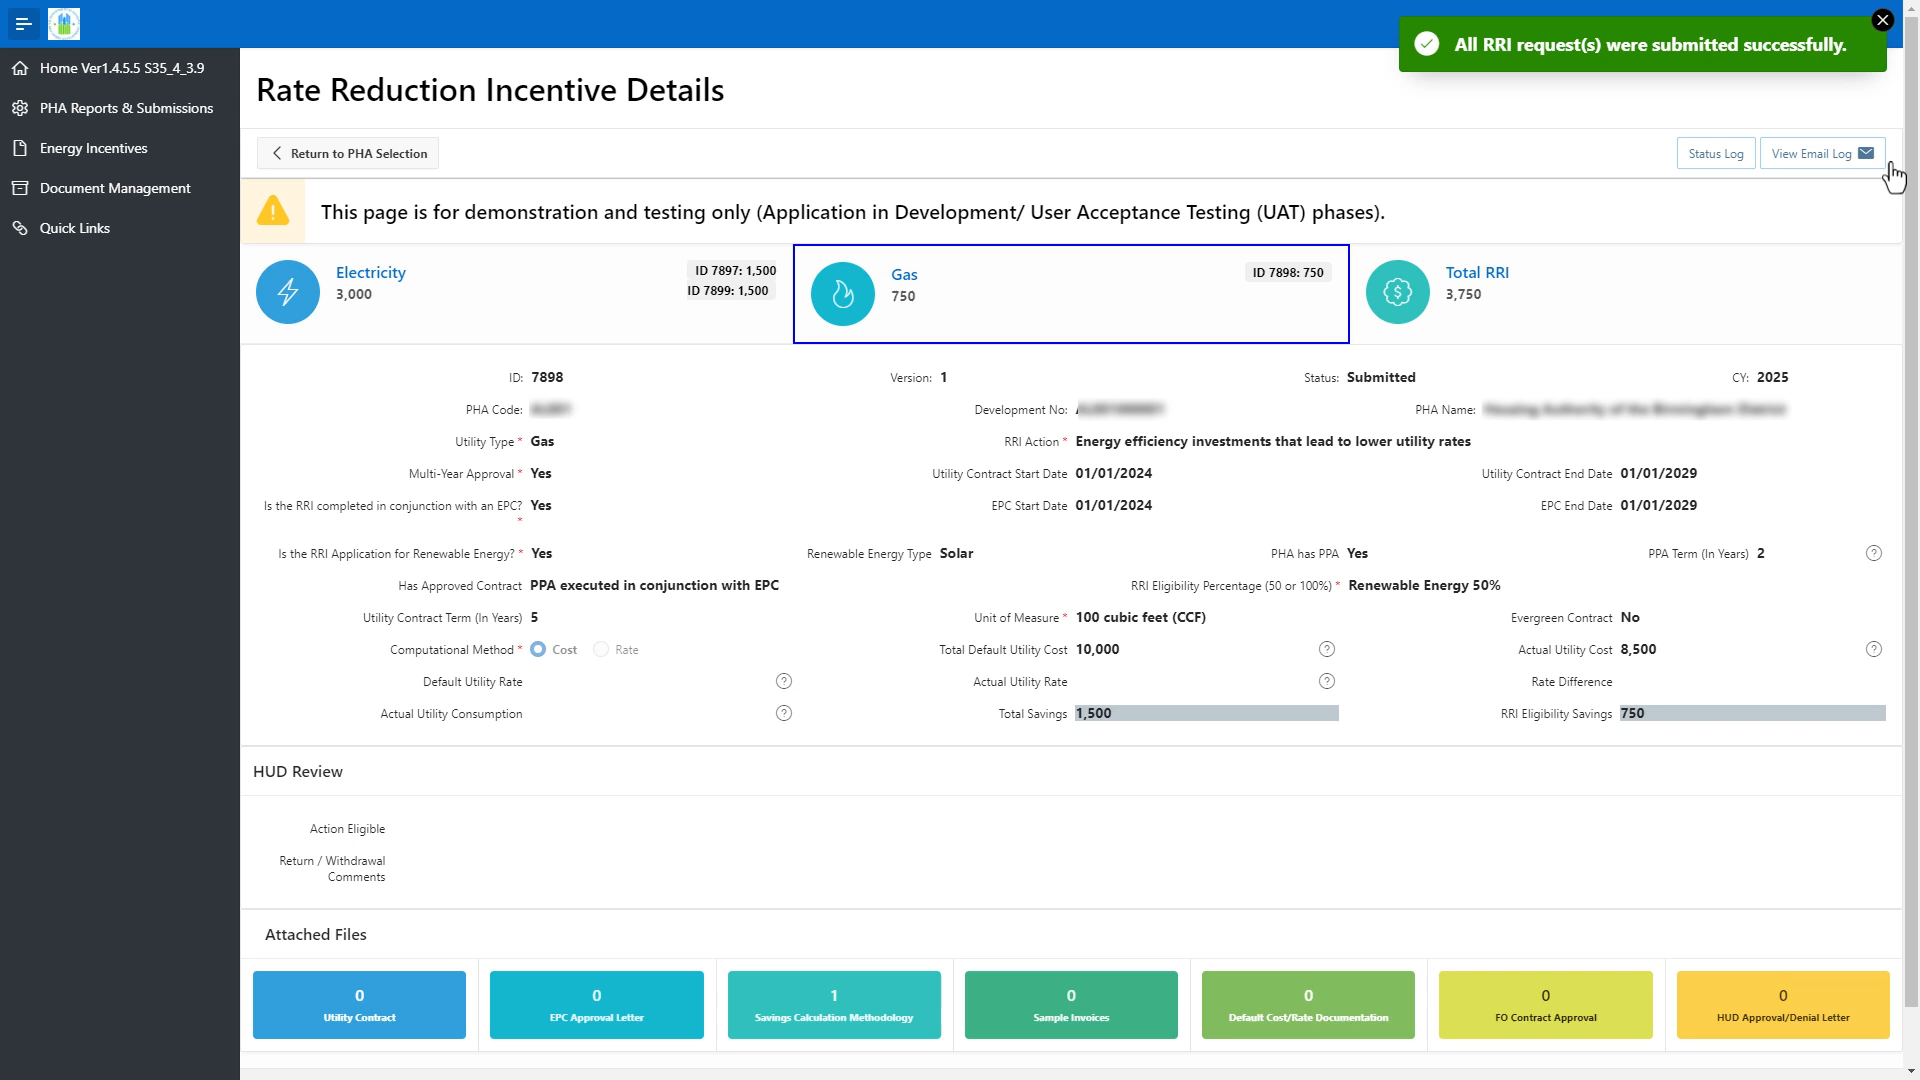 All RRI request(s) were submitted successfully.
Home Ver1.4.5.5 S35_4_3.9
PHA Reports & Submissions
Energy Incentives
Document Management
Quick Links
Rate Reduction Incentive Details
Return to PHA Selection
Status Log
View Email Log
This page is for demonstration and testing only (Application in Development/ User Acceptance Testing (UAT) phases).
Electricity
3,000
ID 7897: 1,500
ID 7899: 1,500
Gas
750
ID 7898: 750
Total RRI
3,750
ID: 7898
Version: 1
Status: Submitted
CY: 2025
PHA Code:
Development No:
PHA Name:
Utility Type * Gas
RRI Action * Energy efficiency investments that lead to lower utility rates
Multi-Year Approval * Yes
Utility Contract Start Date 01/01/2024
Utility Contract End Date 01/01/2029
Is the RRI completed in conjunction with an EPC? * Yes
EPC Start Date 01/01/2024
EPC End Date 01/01/2029
Is the RRI Application for Renewable Energy? * Yes
Renewable Energy Type Solar
PHA has PPA Yes
PPA Term (In Years) 2
Has Approved Contract PPA executed in conjunction with EPC
RRI Eligibility Percentage (50 or 100%) * Renewable Energy 50%
Utility Contract Term (In Years) 5
Unit of Measure * 100 cubic feet (CCF)
Evergreen Contract No
Computational Method * Cost Rate
Total Default Utility Cost 10,000
Actual Utility Cost 8,500
Default Utility Rate
Actual Utility Rate
Rate Difference
Actual Utility Consumption
Total Savings 1,500
RRI Eligibility Savings 750
HUD Review
Action Eligible
Return / Withdrawal
Comments
Attached Files
0
Utility Contract
0
EPC Approval Letter
1
Savings Calculation Methodology
0
Sample Invoices
0
Default Cost/Rate Documentation
0
FO Contract Approval
0
HUD Approval/Denial Letter